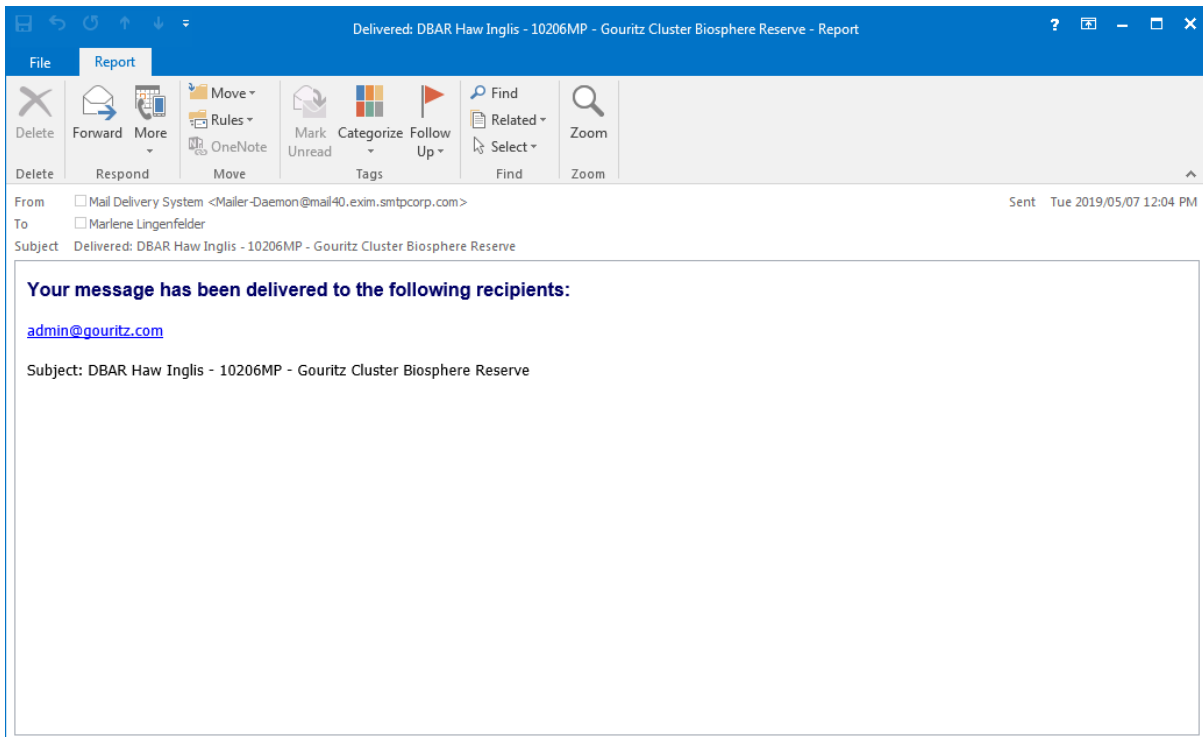 Delivered: DBAR Haw Inglis - 10206MP - Gouritz Cluster Biosphere Reserve - Report
?
File Report
Delete Forward More Move Rules OneNote Mark Unread Categorize Follow Up Find Related Select Zoom
Delete Respond Move Tags Find Zoom
From Mail Delivery System <Mailer-Daemon@mail40.exim.smtpcorp.com> Sent Tue 2019/05/07 12:04 PM
To Marlene Lingenfelder
Subject Delivered: DBAR Haw Inglis - 10206MP - Gouritz Cluster Biosphere Reserve
Your message has been delivered to the following recipients:
admin@gouritz.com
Subject: DBAR Haw Inglis - 10206MP - Gouritz Cluster Biosphere Reserve